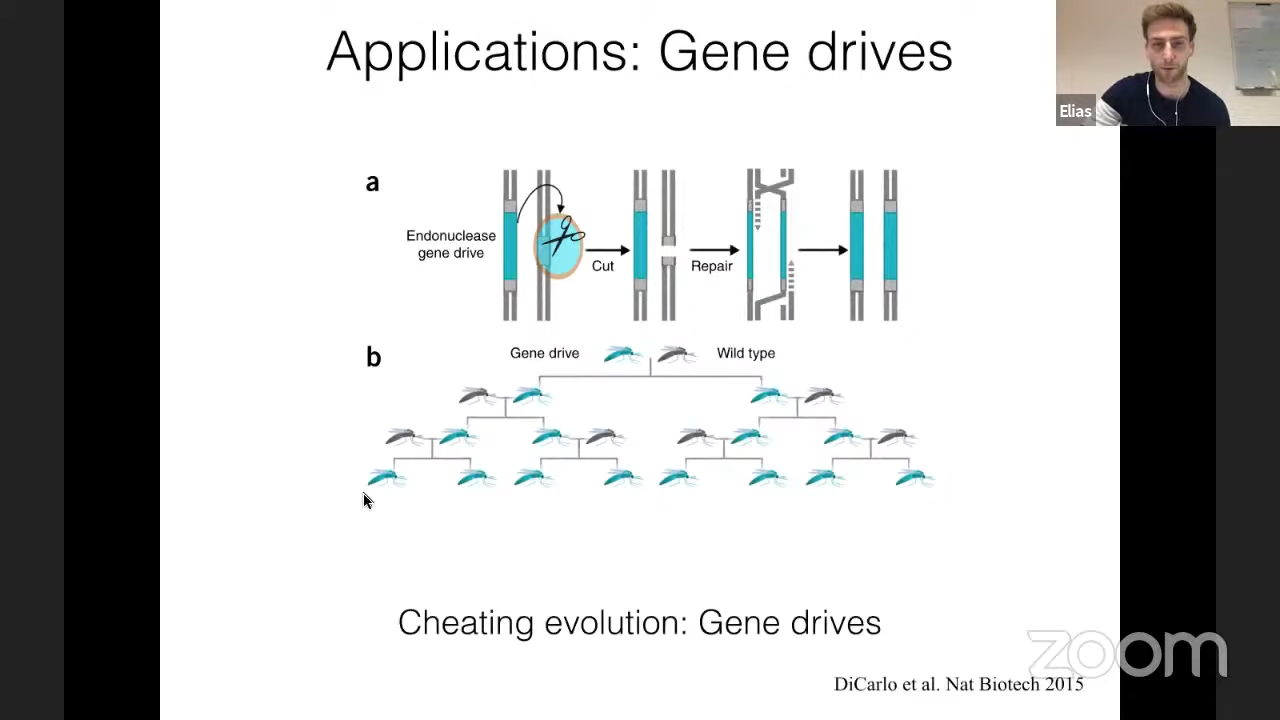 Applications: Gene drives
Elias
a
Endonuclease
gene drive
Cut
Repair
b
Gene drive
Wild type
Cheating evolution: Gene drives
zoom
DiCarlo et al. Nat Biotech 2015